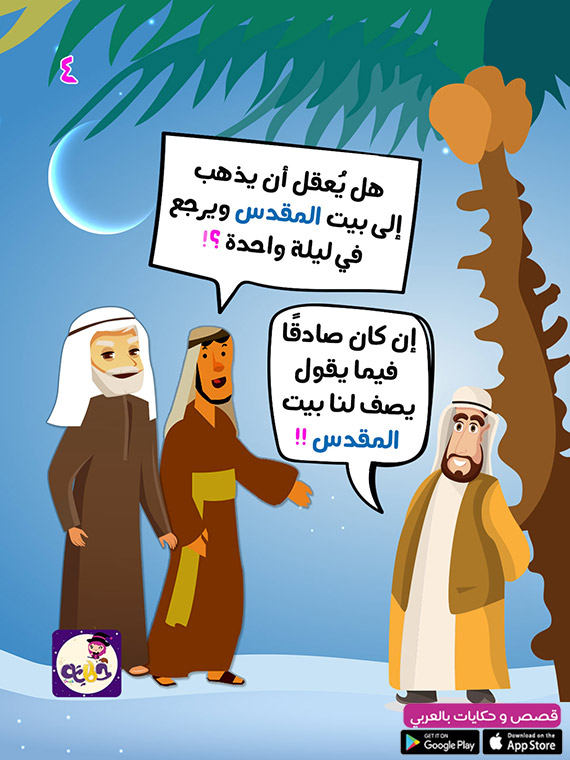 ٤
هل يُعقل أن يذهب
إلى بيت المقدس ويرجع
في ليلة واحدة ؟!
إن كان صادقًا
فيما يقول
يصف لنا بيت
المقدس !!
حكاية
قصص و حكايات بالعربي
GET IT ON
Google Play
Download on the
App Store